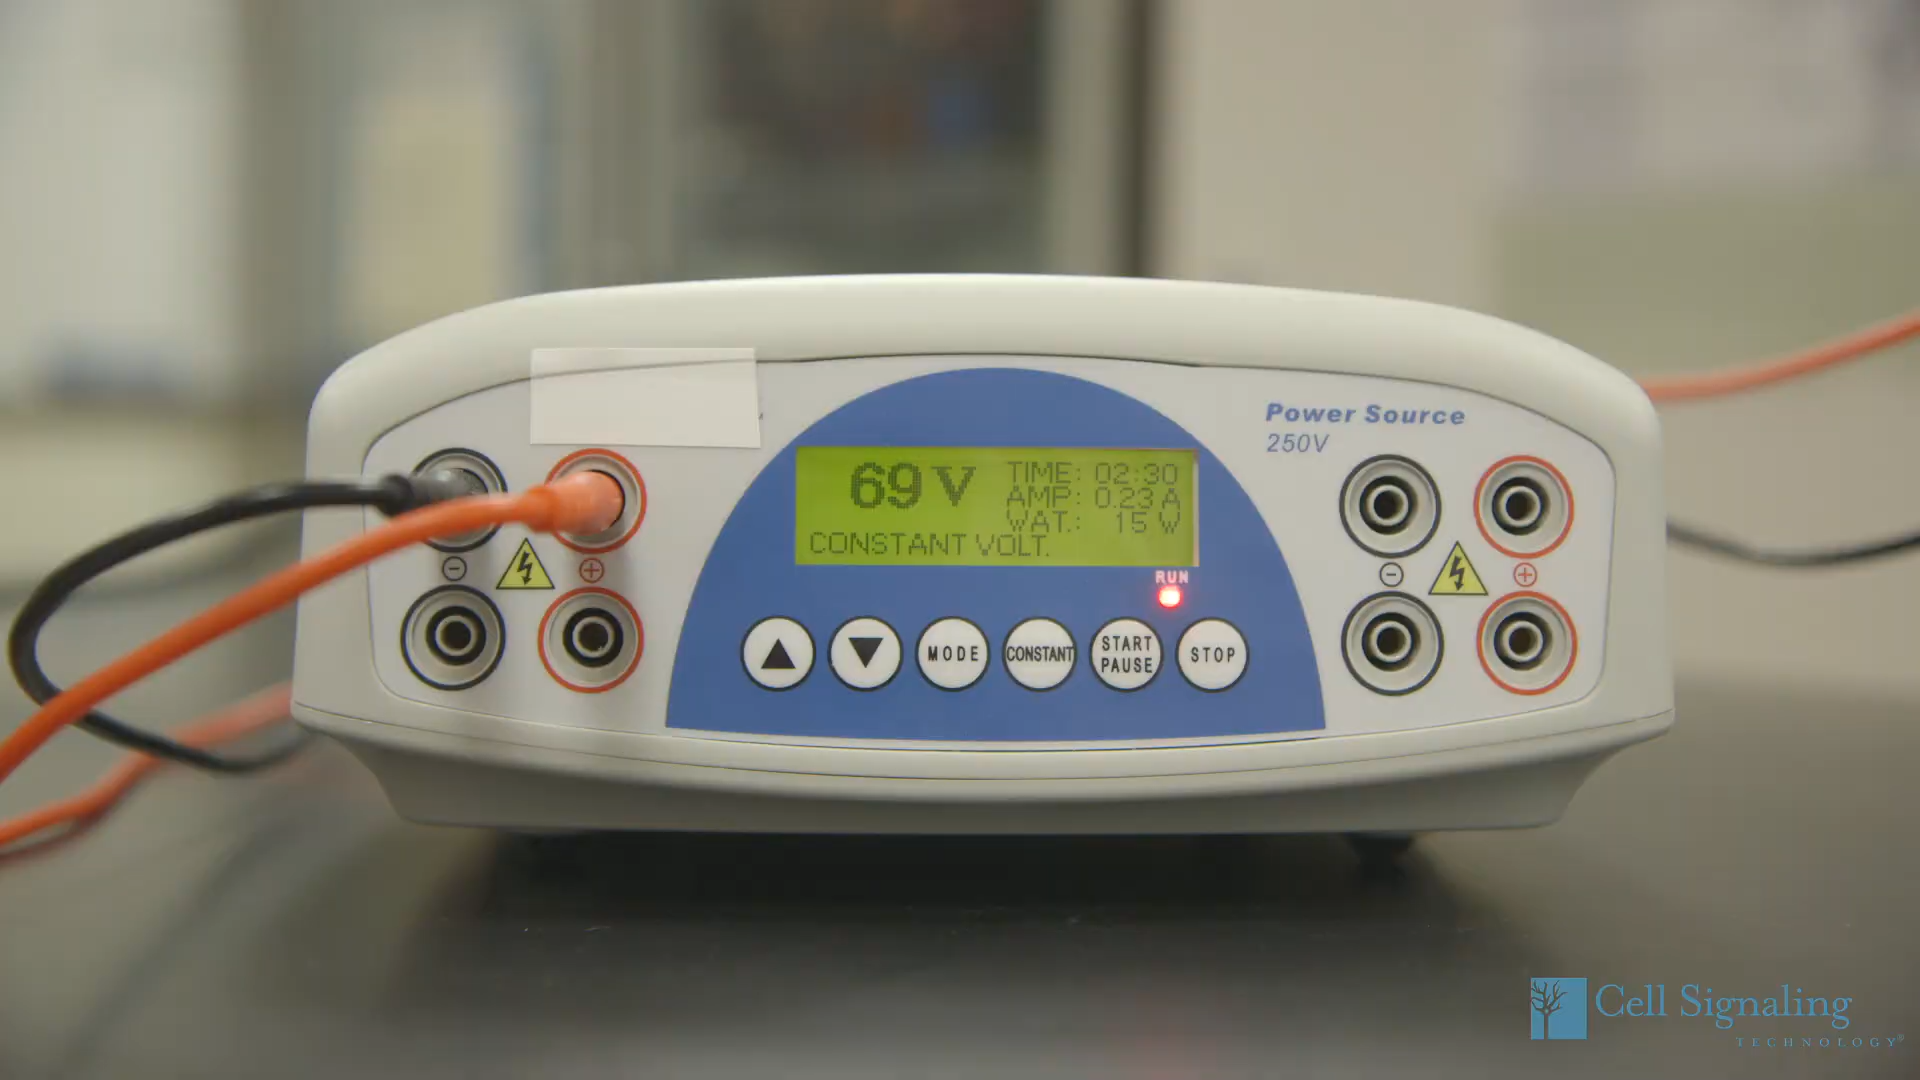 Power Source
250V
69 V
TIME: 02:30
AMP: 0.23 A
WAT.: 15 W
CONSTANT VOLT.
RUN
MODE
CONSTANT
START
PAUSE
STOP
Cell Signaling
TECHNOLOGY®